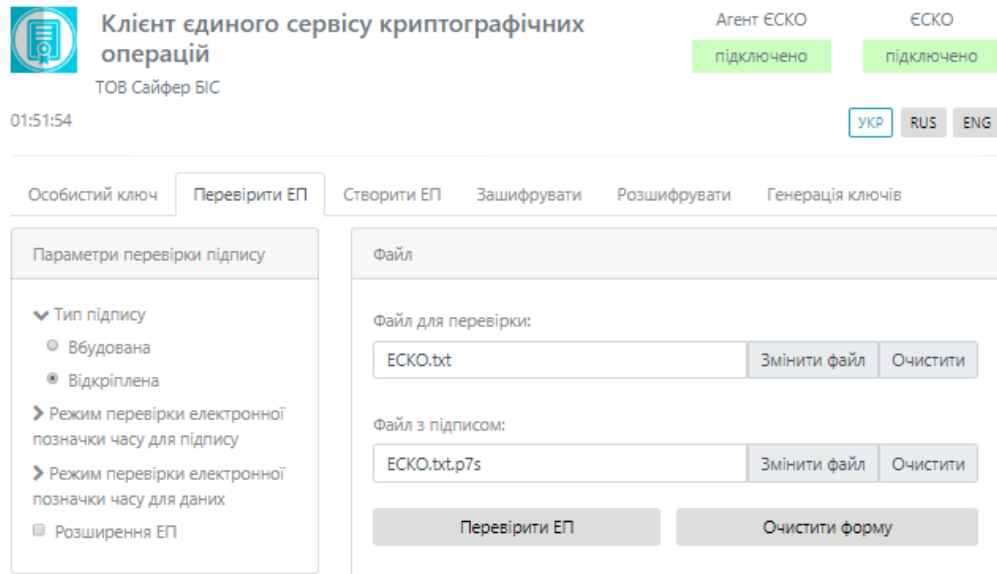 Клієнт єдиного сервісу криптографічних
операцій
ТОВ Сайфер БІС
Агент ЄСКО
ЄСКО
підключено
підключено
01:51:54
УКР
RUS
ENG
Особистий ключ
Перевірити ЕП
Створити ЕП
Зашифрувати
Розшифрувати
Генерація ключів
Параметри перевірки підпису
Тип підпису
Вбудована
Відкріплена
Режим перевірки електронної
позначки часу для підпису
Режим перевірки електронної
позначки часу для даних
Розширення ЕП
Файл
Файл для перевірки:
ЕСКО.txt
Змінити файл
Очистити
Файл з підписом:
ЕСКО.txt.p7s
Змінити файл
Очистити
Перевірити ЕП
Очистити форму